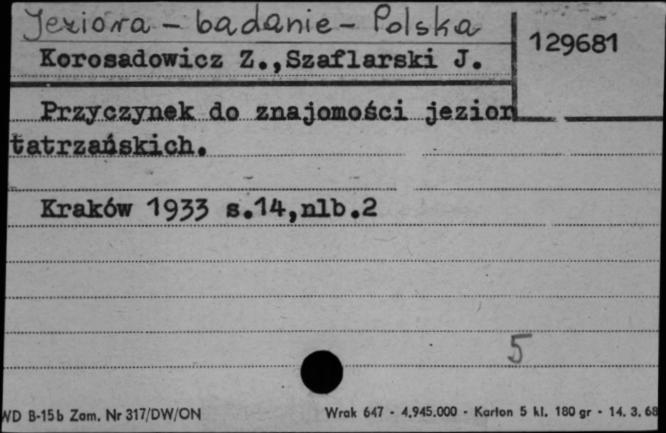 Jeziora - badanie - Polska
129681
Korosadowicz Z.,Szaflarski J.
Przyczynek do znajomości jezior
tatrzańskich.
Kraków 1933 s.14,nlb.2
5
WD B-15b Zam. Nr 317/DW/ON Wrak 647 - 4.945.000 - Karton 5 kl. 180 gr - 14. 3. 68